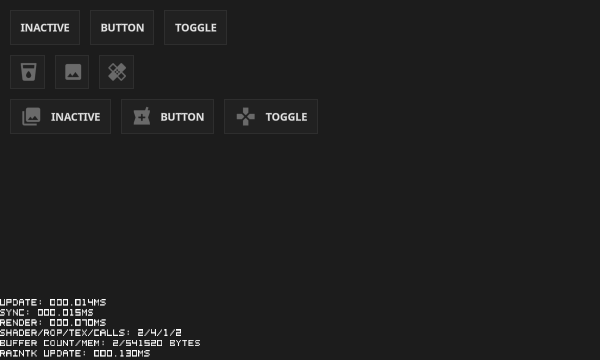 INACTIVE BUTTON TOGGLE
INACTIVE BUTTON TOGGLE
UPDATE: 000.014MS
SYNC: 000.015MS
RENDER: 000.070MS
SHADER/ROP/TEX/CALLS: 2/4/1/2
BUFFER COUNT/MEM: 2/541520 BYTES
RAINTK UPDATE: 000.130MS